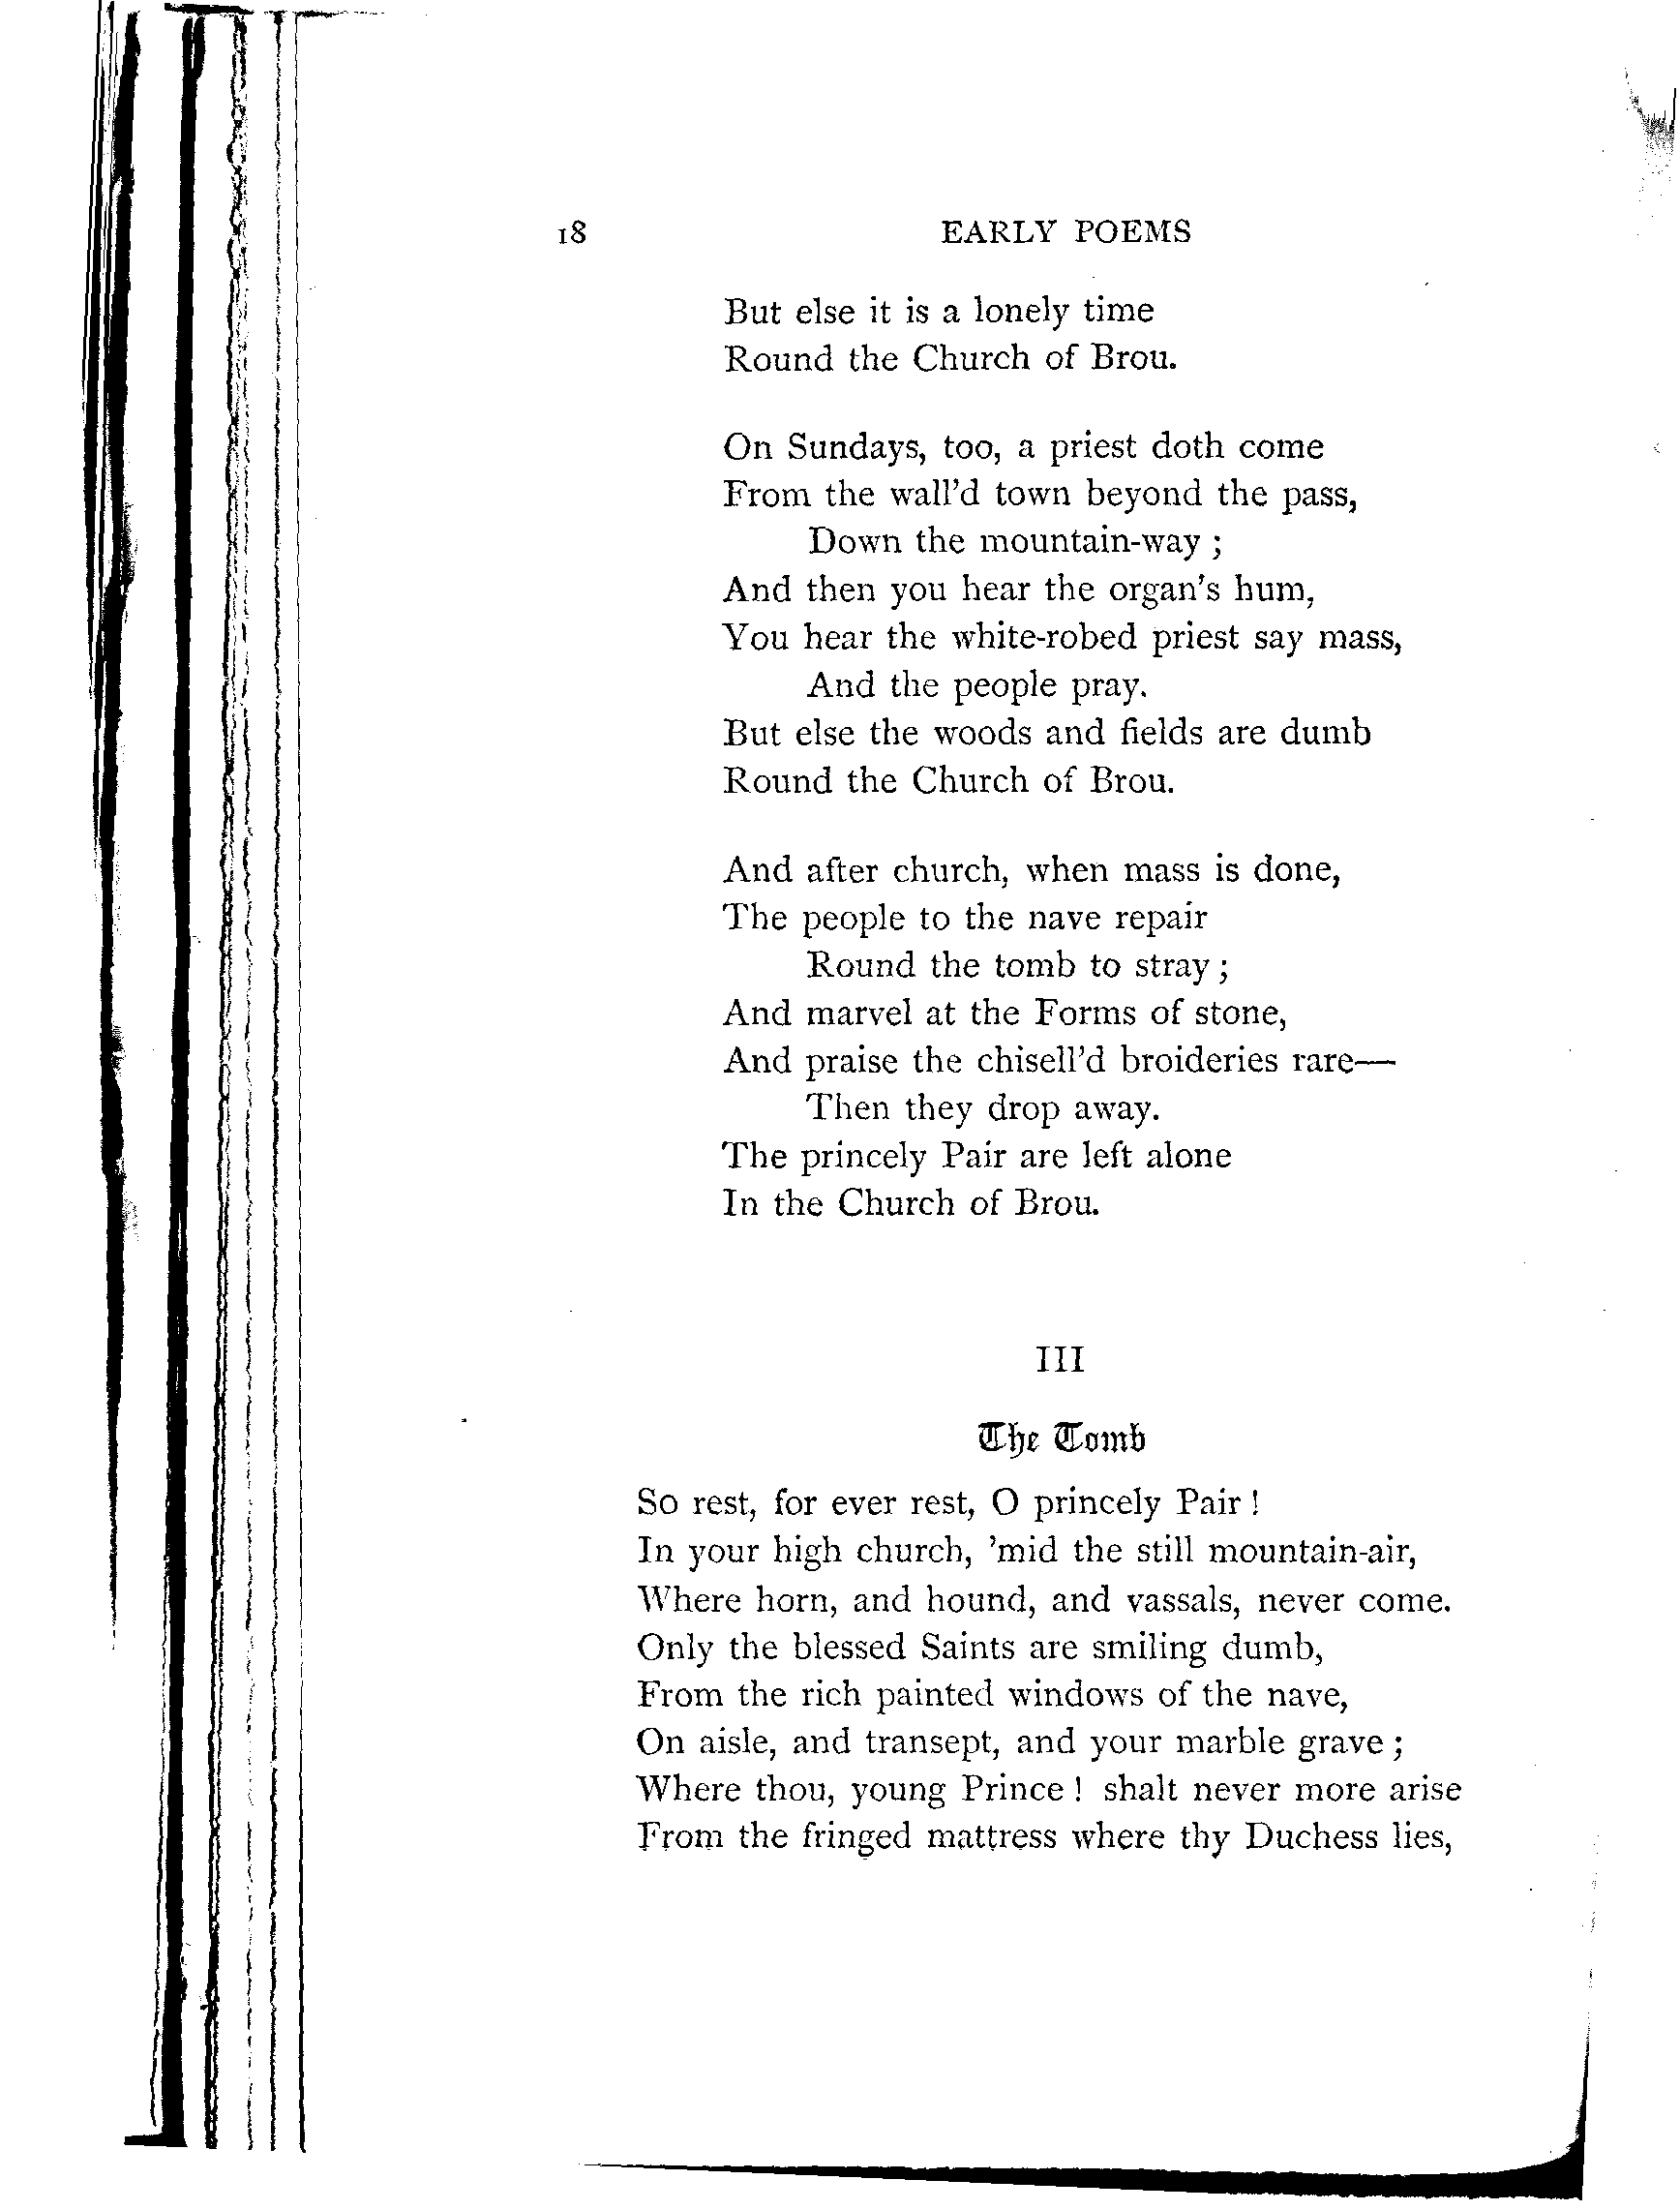 18 EARLY POEMS
But else it is a lonely time
Round the Church of Brou.
On Sundays, too, a priest doth come
From the wall'd town beyond the pass,
Down the mountain-way ;
And then you hear the organ's hum,
You hear the white-robed priest say mass,
And the people pray.
But else the woods and fields are dumb
Round the Church of Brou.
And after church, when mass is done,
The people to the nave repair
Round the tomb to stray ;
And marvel at the Forms of stone,
And praise the chisell'd broideries rare—
Then they drop away.
The princely Pair are left alone
In the Church of Brou.
III
The Tomb
So rest, for ever rest, O princely Pair !
In your high church, 'mid the still mountain-air,
Where horn, and hound, and vassals, never come.
Only the blessed Saints are smiling dumb,
From the rich painted windows of the nave,
On aisle, and transept, and your marble grave ;
Where thou, young Prince ! shalt never more arise
From the fringed mattress where thy Duchess lies,